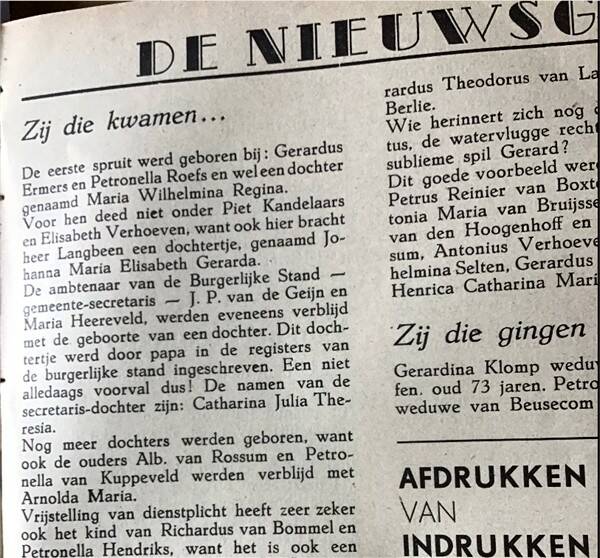 DE NIEUWSG
Zij die kwamen...
De eerste spruit werd geboren bij: Gerardus
Ermers en Petronella Roefs en wel een dochter
genaamd Maria Wilhelmina Regina.
Voor hen deed niet onder Piet Kandelaars
en Elisabeth Verhoeven, want ook hier bracht
heer Langbeen een dochtertje, genaamd Jo-
hanna Maria Elisabeth Gerarda.
De ambtenaar van de Burgerlijke Stand —
gemeente-secretaris — J. P. van de Geijn en
Maria Heereveld, werden eveneens verblijd
met de geboorte van een dochter. Dit doch-
tertje werd door papa in de registers van
de burgerlijke stand ingeschreven. Een niet
alledaags voorval dus! De namen van de
secretaris-dochter zijn: Catharina Julia The-
resia.
Nog meer dochters werden geboren, want
ook de ouders Alb. van Rossum en Petro-
nella van Kuppeveld werden verblijd met
Arnolda Maria.
Vrijstelling van dienstplicht heeft zeer zeker
ook het kind van Richardus van Bommel en
Petronella Hendriks, want het is ook een
rardus Theodorus van La
Berlie.
Wie herinnert zich nog
tus, de watervlugge recht
sublieme spil Gerard?
Dit goede voorbeeld wer
Petrus Reinier van Boxt
tonia Maria van Bruijsse
van den Hoogenhoff en
sum, Antonius Verhoeve
helmina Selten, Gerardus
Henrica Catharina Mari
Zij die gingen
Gerardina Klomp weduw
fen. oud 73 jaren. Petro
weduwe van Beusecom
AFDRUKKEN
VAN
INDRUKKEN